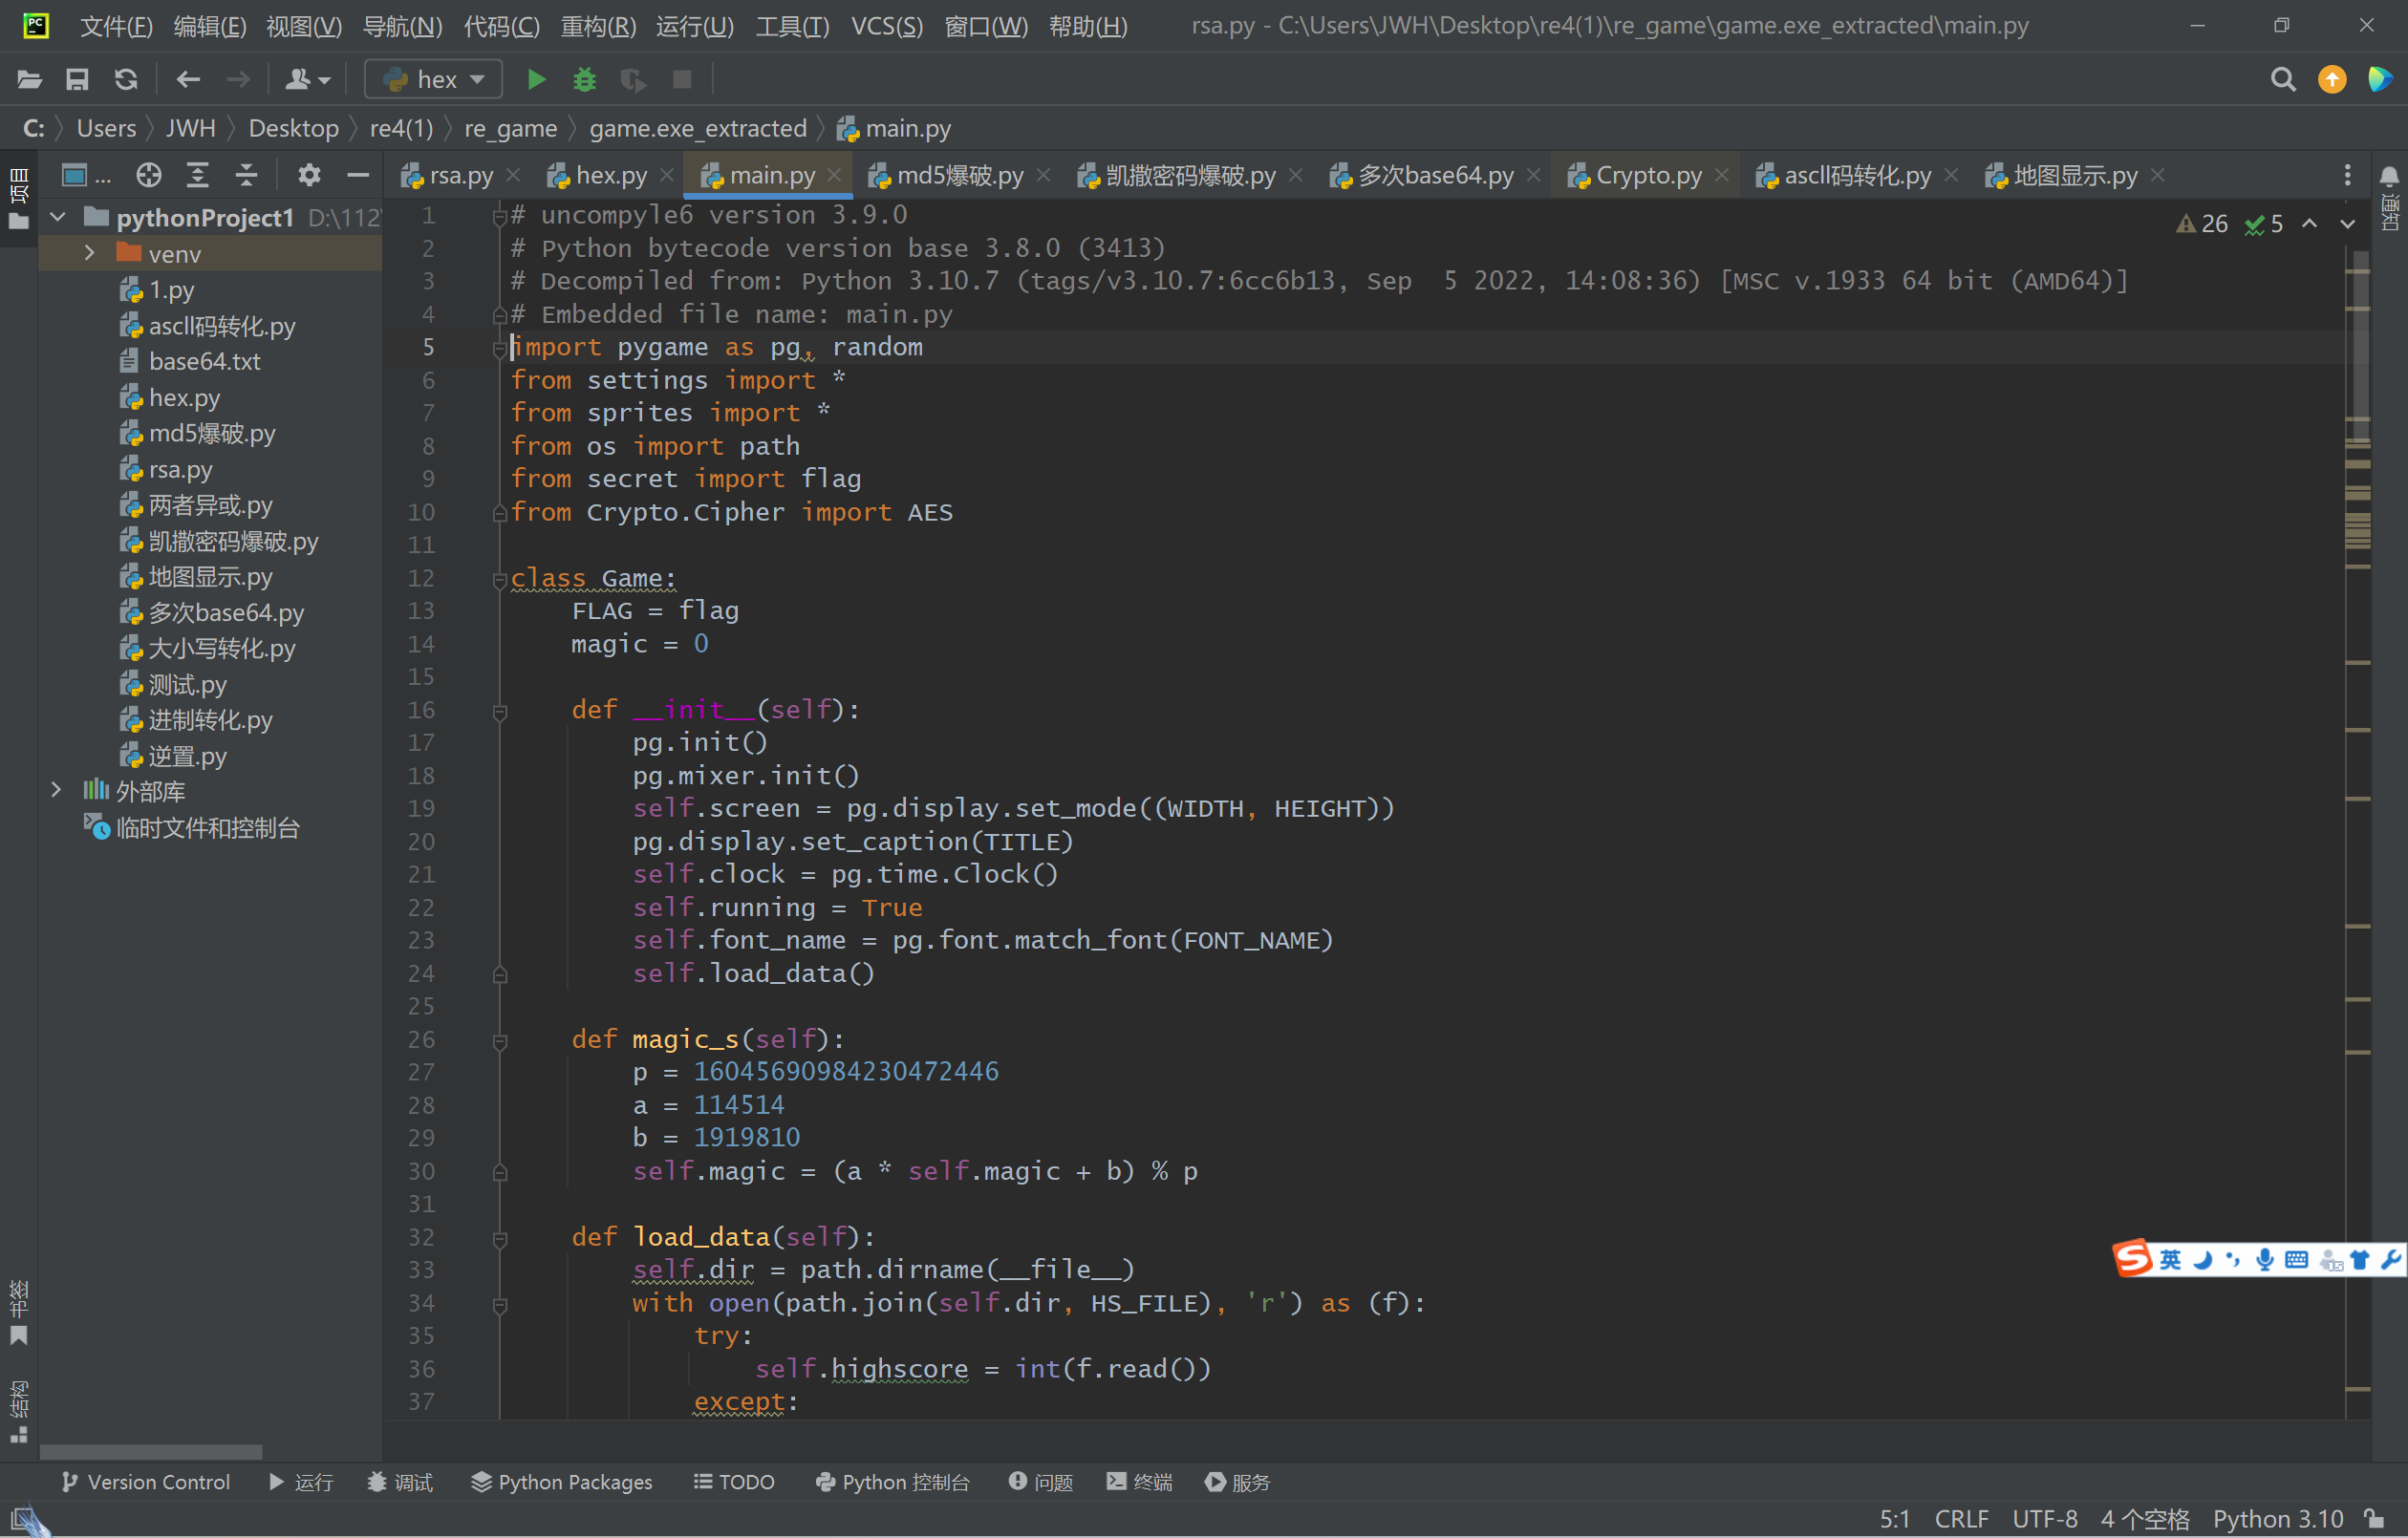 文件(F) 编辑(E) 视图(V) 导航(N) 代码(C) 重构(R) 运行(U) 工具(T) VCS(S) 窗口(W) 帮助(H) rsa.py - C:\Users\JWH\Desktop\re4(1)\re_game\game.exe_extracted\main.py
hex
C: Users JWH Desktop re4(1) re_game game.exe_extracted main.py
项目
... rsa.py hex.py main.py md5爆破.py 凯撒密码爆破.py 多次base64.py Crypto.py ascll码转化.py 地图显示.py
通知
26 5
pythonProject1 D:\112\
venv
1.py
ascll码转化.py
base64.txt
hex.py
md5爆破.py
rsa.py
两者异或.py
凯撒密码爆破.py
地图显示.py
多次base64.py
大小写转化.py
测试.py
进制转化.py
逆置.py
外部库
临时文件和控制台
1 # uncompyle6 version 3.9.0
2 # Python bytecode version base 3.8.0 (3413)
3 # Decompiled from: Python 3.10.7 (tags/v3.10.7:6cc6b13, Sep  5 2022, 14:08:36) [MSC v.1933 64 bit (AMD64)]
4 # Embedded file name: main.py
5 import pygame as pg, random
6 from settings import *
7 from sprites import *
8 from os import path
9 from secret import flag
10 from Crypto.Cipher import AES
11
12 class Game:
13     FLAG = flag
14     magic = 0
15
16     def __init__(self):
17         pg.init()
18         pg.mixer.init()
19         self.screen = pg.display.set_mode((WIDTH, HEIGHT))
20         pg.display.set_caption(TITLE)
21         self.clock = pg.time.Clock()
22         self.running = True
23         self.font_name = pg.font.match_font(FONT_NAME)
24         self.load_data()
25
26     def magic_s(self):
27         p = 16045690984230472446
28         a = 114514
29         b = 1919810
30         self.magic = (a * self.magic + b) % p
31
32     def load_data(self):
33         self.dir = path.dirname(__file__)
34         with open(path.join(self.dir, HS_FILE), 'r') as (f):
35             try:
36                 self.highscore = int(f.read())
37             except:
英
书签
结构
Version Control 运行 调试 Python Packages TODO Python 控制台 问题 终端 服务
5:1 CRLF UTF-8 4 个空格 Python 3.10